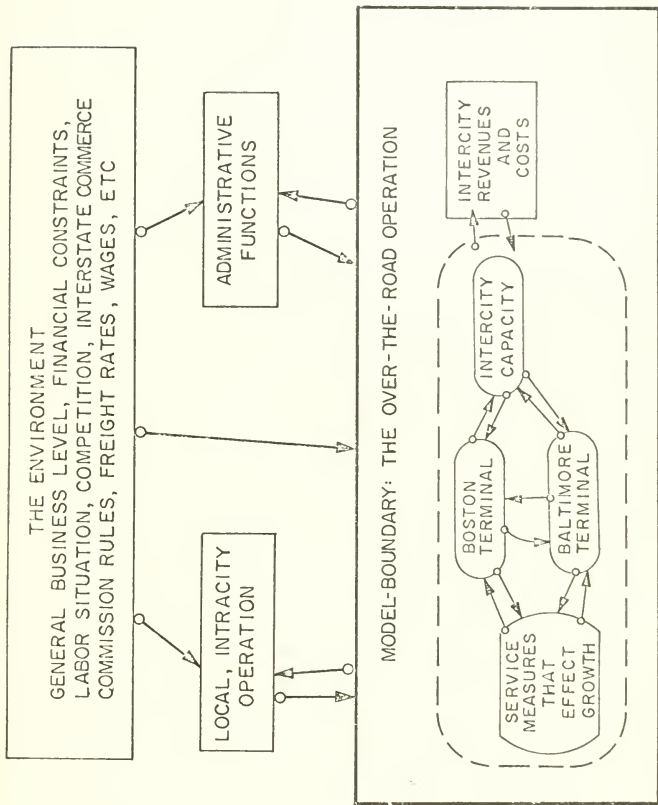 THE ENVIRONMENT
GENERAL BUSINESS LEVEL, FINANCIAL CONSTRAINTS,
LABOR SITUATION, COMPETITION, INTERSTATE COMMERCE
COMMISSION RULES, FREIGHT RATES, WAGES, ETC
LOCAL, INTRACITY
OPERATION
ADMINISTRATIVE
FUNCTIONS
MODEL-BOUNDARY: THE OVER-THE-ROAD OPERATION
SERVICE
MEASURES
THAT
EFFECT
GROWTH
BOSTON
TERMINAL
BALTIMORE
TERMINAL
INTERCITY
CAPACITY
INTERCITY
REVENUES
AND
COSTS